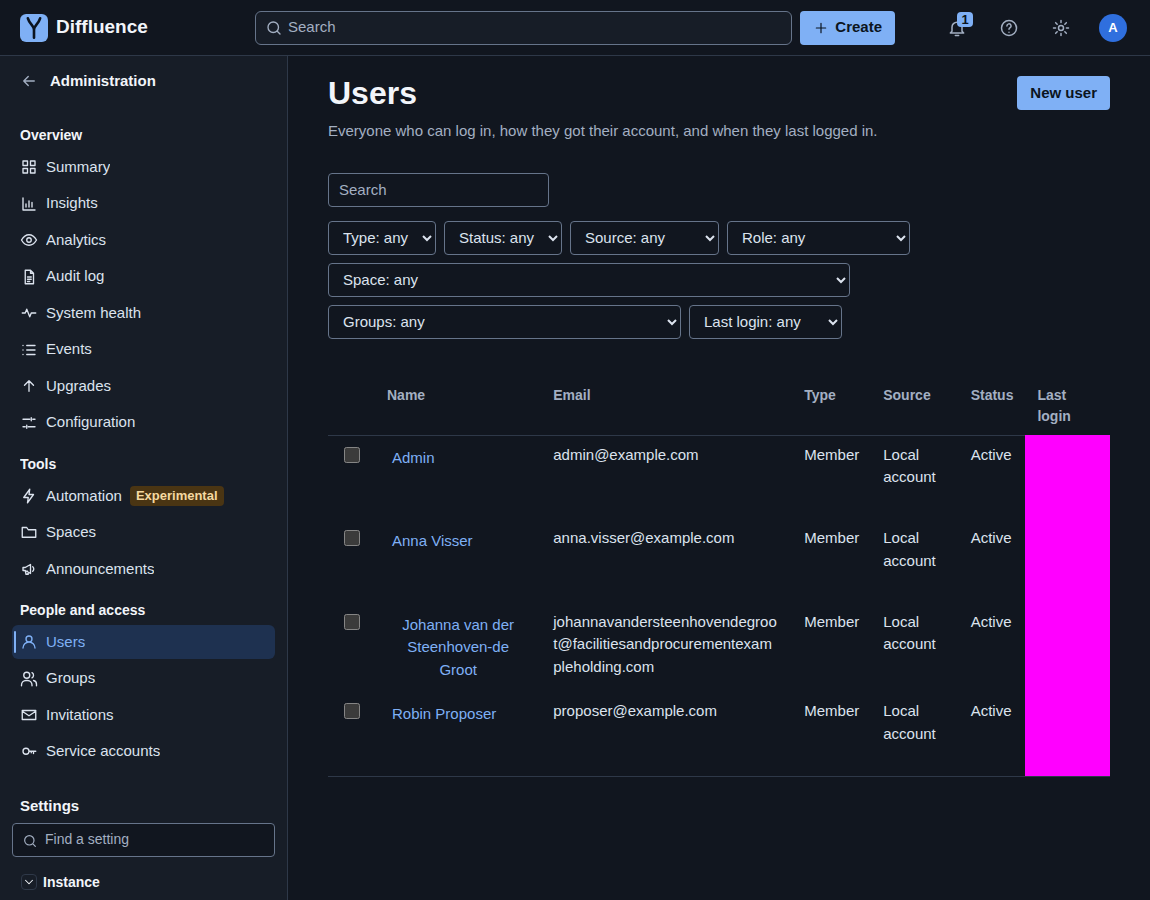 Diffluence
Search
Create
1
A
Administration
Users
New user
Everyone who can log in, how they got their account, and when they last logged in.
Overview
Summary
Insights
Analytics
Audit log
System health
Events
Upgrades
Configuration
Tools
Automation Experimental
Spaces
Announcements
People and access
Users
Groups
Invitations
Service accounts
Settings
Find a setting
Instance
Search
Type: any Status: any Source: any Role: any
Space: any
Groups: any Last login: any
Name Email Type Source Status Last
login
Admin admin@example.com Member Local Active
account
Anna Visser anna.visser@example.com Member Local Active
account
Johanna van der johannavandersteenhovendegroo Member Local Active
Steenhoven-de t@facilitiesandprocurementexam account
Groot pleholding.com
Robin Proposer proposer@example.com Member Local Active
account